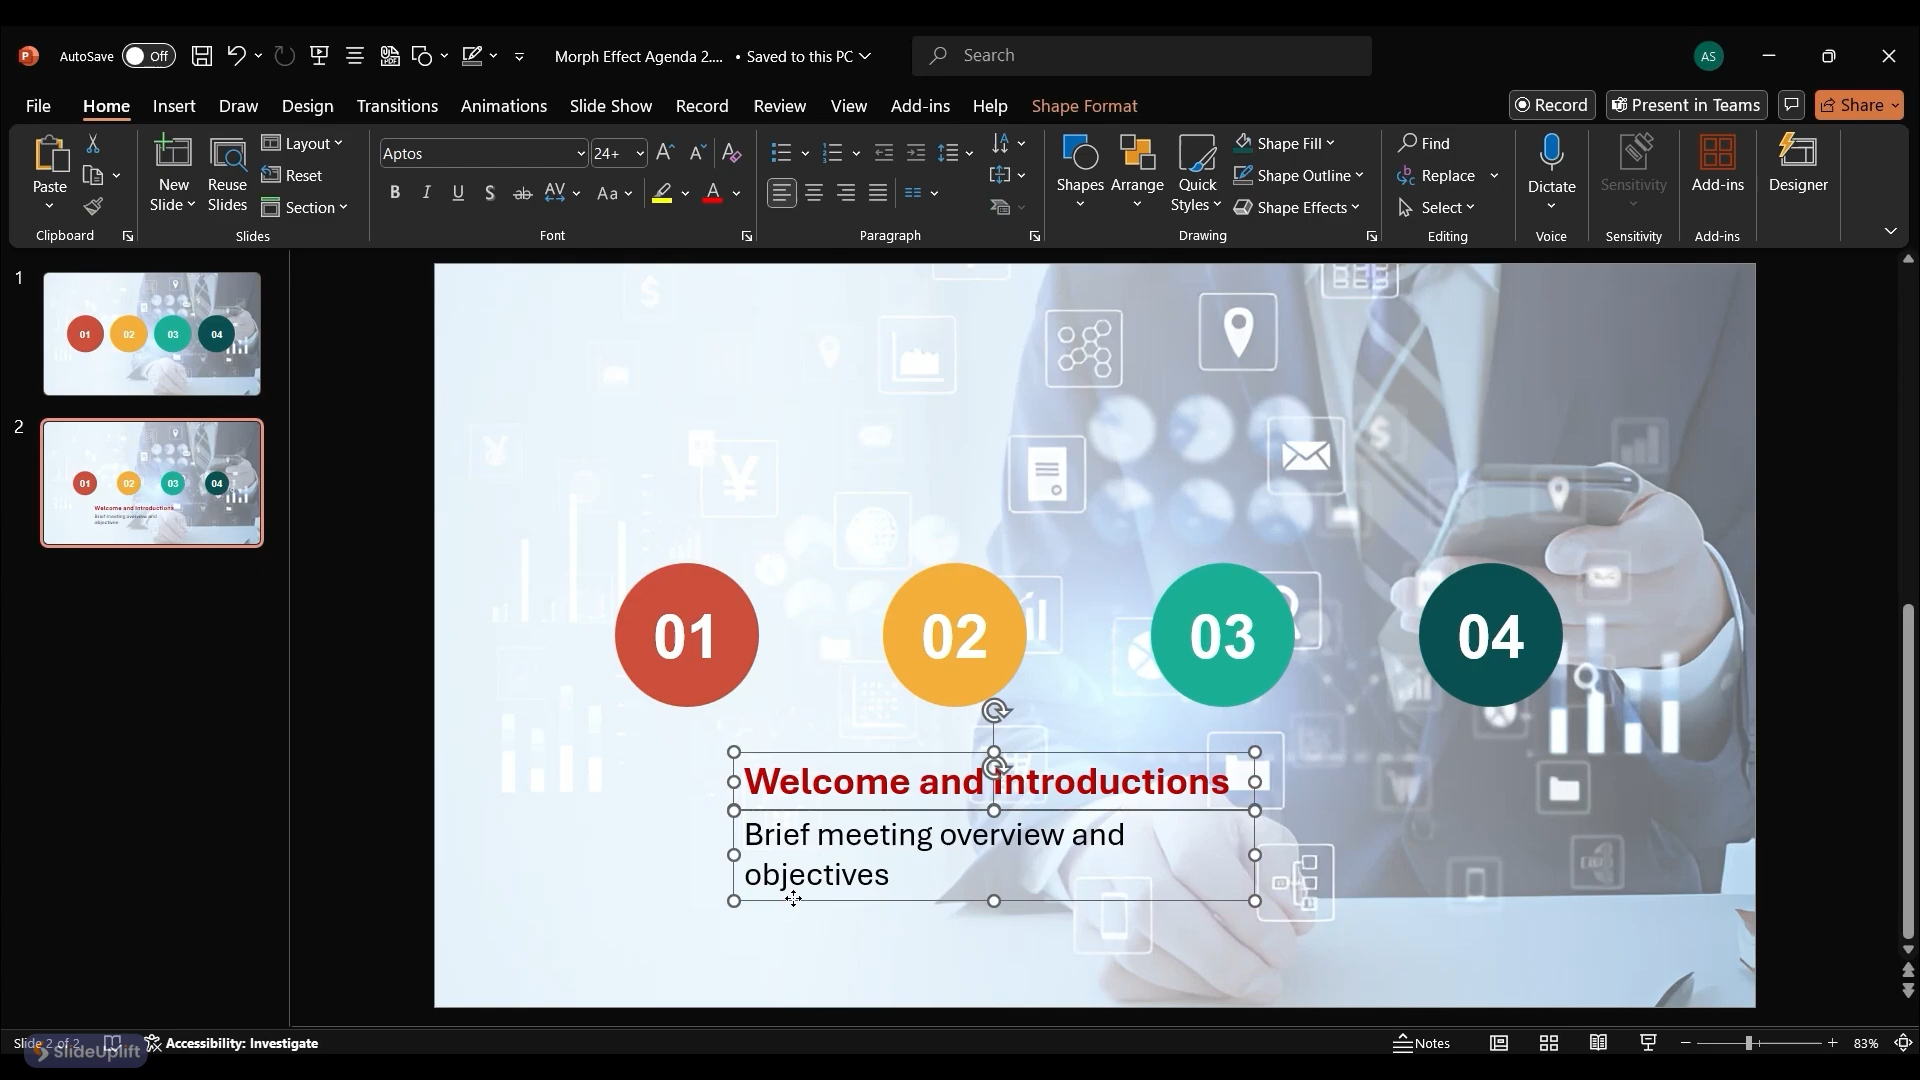 AutoSave Off Morph Effect Agenda 2.... • Saved to this PC Search AS
File Home Insert Draw Design Transitions Animations Slide Show Record Review View Add-ins Help Shape Format Record Present in Teams Share
Paste
New Slide
Reuse Slides
Layout
Reset
Section
Aptos 24+
Shapes
Arrange
Quick Styles
Shape Fill
Shape Outline
Shape Effects
Find
Replace
Select
Dictate
Sensitivity
Add-ins
Designer
Clipboard Slides Font Paragraph Drawing Editing Voice Sensitivity Add-ins
1
01 02 03 04
2
01 02 03 04
Welcome and Introductions
Brief meeting overview and
objectives
01 02 03 04
Welcome and Introductions
Brief meeting overview and
objectives
Slide 2 of 2 Accessibility: Investigate Notes 83%
SlideUplift